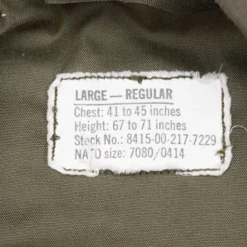 LARGE — REGULAR
Chest: 41 to 45 inches
Height: 67 to 71 inches
Stock No.: 8415-00-217-7229
NATO size: 7080/0414